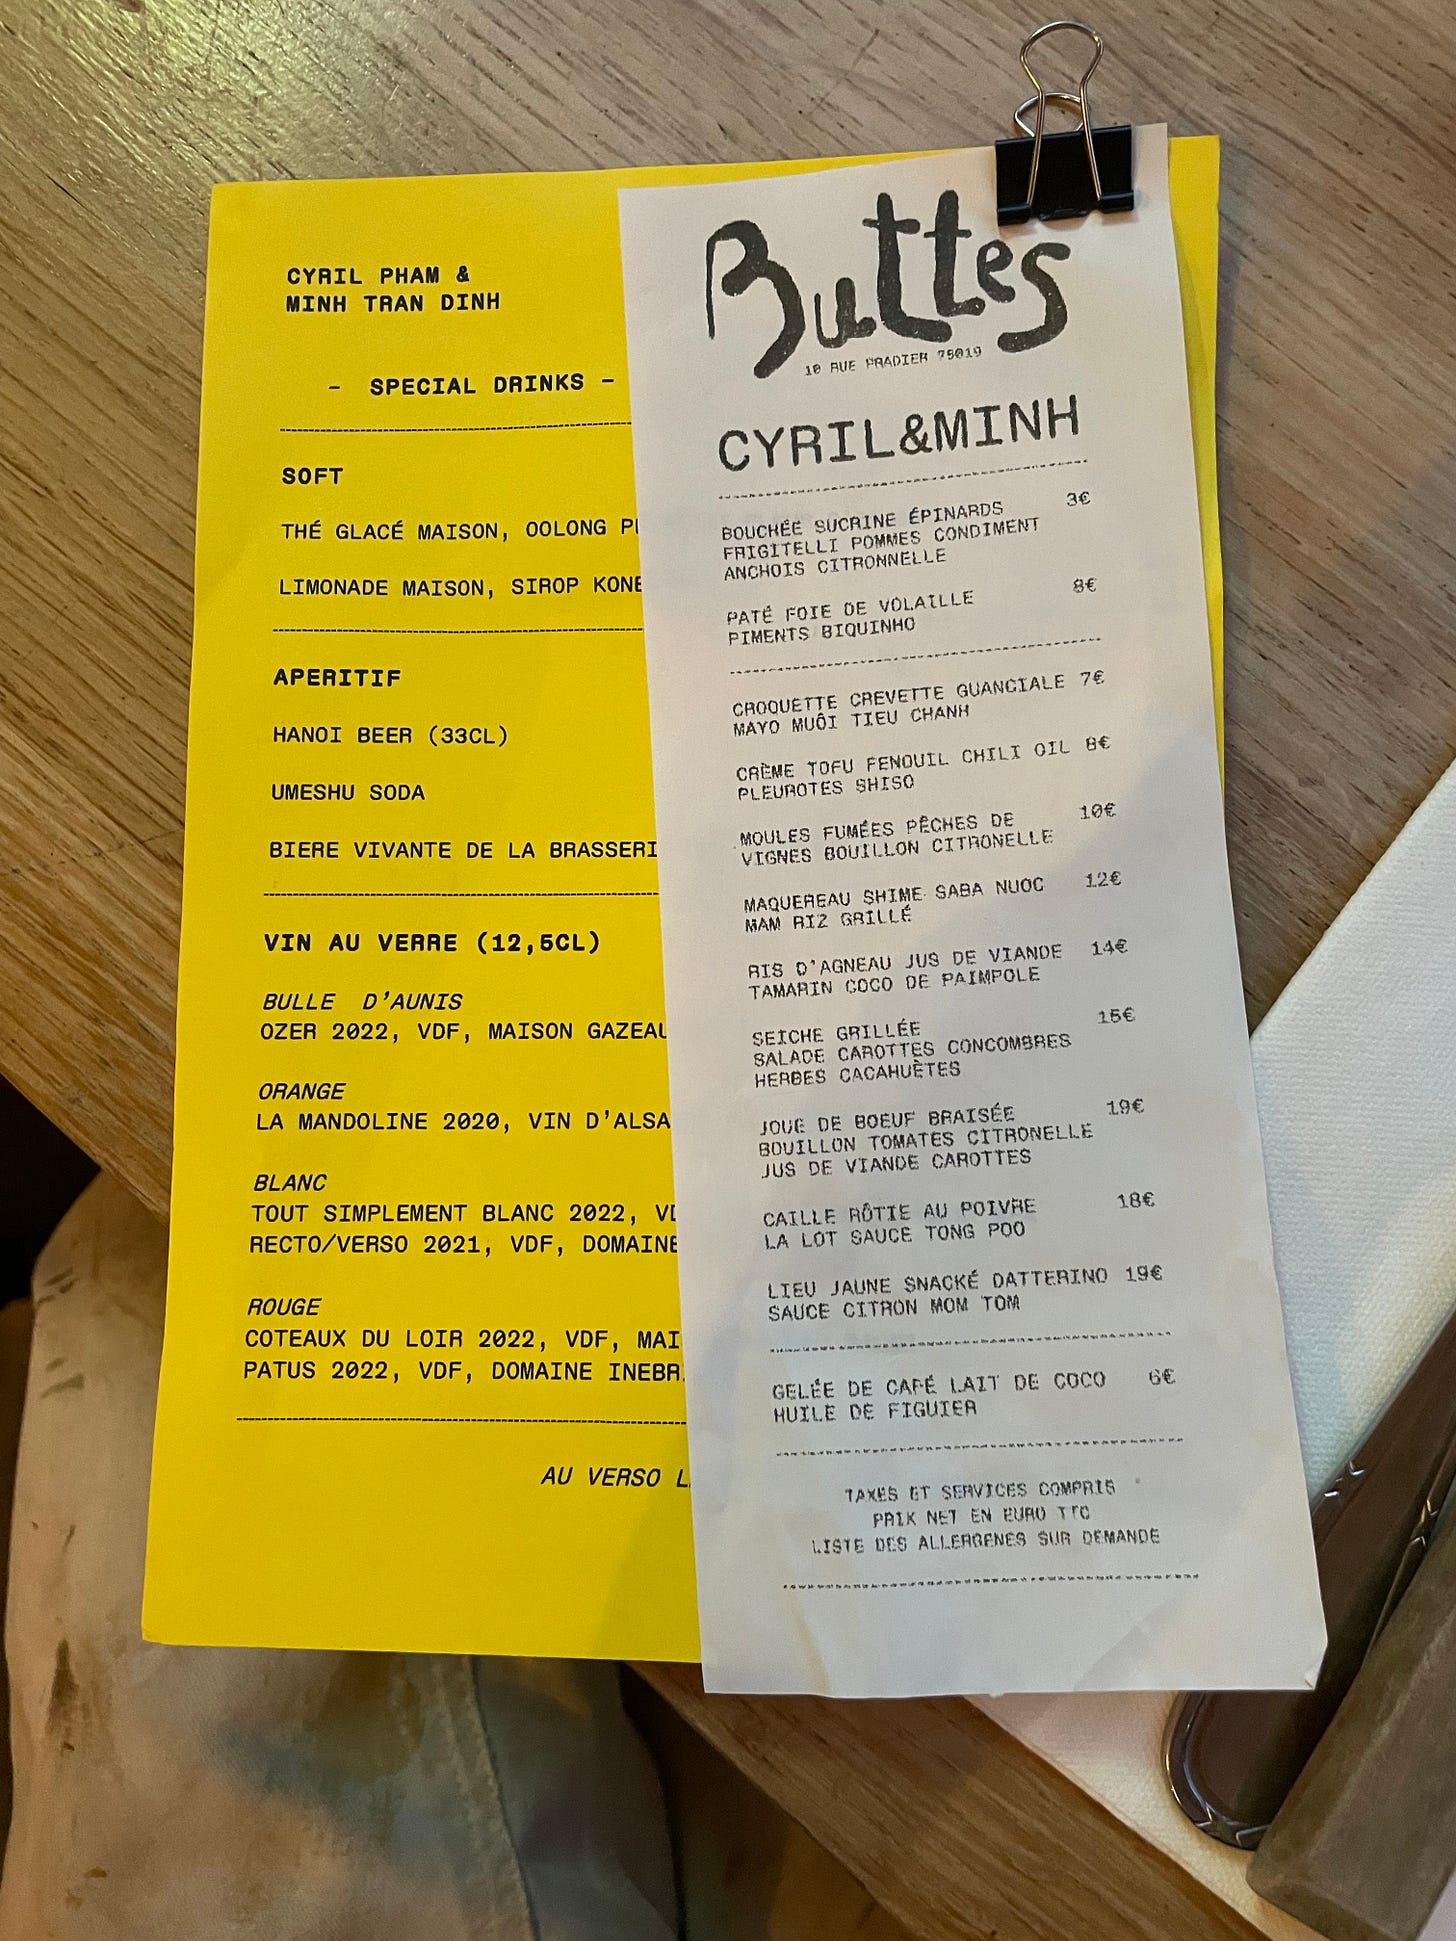 CYRIL PHAM &
MINH TRAN DINH
- SPECIAL DRINKS -
SOFT
THÉ GLACÉ MAISON, OOLONG
LIMONADE MAISON, SIROP
APERITIF
HANOI BEER (33CL)
UMESHU SODA
BIERE VIVANTE DE LA BRASSERI
VIN AU VERRE (12,5CL)
BULLE D'AUNIS
OZER 2022, VDF, MAISON GAZEAU
ORANGE
LA MANDOLINE 2020, VIN D'ALSA
BLANC
TOUT SIMPLEMENT BLANC 2022,
RECTO/VERSO 2021, VDF, DOMAINE
ROUGE
COTEAUX DU LOIR 2022, VDF, MAI
PATUS 2022, VDF, DOMAINE INEBR
AU VERSO L
Buttes
18 RUE PRADIER 75019
CYRIL&MINH
BOUCHÉE SUCRINE ÉPINARDS 3€
FRIGITELLI POMMES CONDIMENT
ANCHOIS CITRONNELLE
PATÉ FOIE DE VOLAILLE 8€
PIMENTS BIQUINHO
CROQUETTE CREVETTE GUANCIALE 7€
MAYO MUÔI TIEU CHANH
CRÈME TOFU FENOUIL CHILI OIL 8€
PLEUROTES SHISO
MOULES FUMÉES PÊCHES DE 10€
VIGNES BOUILLON CITRONELLE
MAQUEREAU SHIME SABA NUOC 12€
MAM RIZ GRILLÉ
RIS D'AGNEAU JUS DE VIANDE 14€
TAMARIN COCO DE PAIMPOLE
SEICHE GRILLÉE 15€
SALADE CAROTTES CONCOMBRES
HERBES CACAHUÈTES
JOUE DE BOEUF BRAISÉE 19€
BOUILLON TOMATES CITRONELLE
JUS DE VIANDE CAROTTES
CAILLE RÔTIE AU POIVRE 18€
LA LOT SAUCE TONG POO
LIEU JAUNE SNACKÉ DATTERINO 19€
SAUCE CITRON MOM TOM
GELÉE DE CAFÉ LAIT DE COCO 6€
HUILE DE FIGUIER
TAXES ET SERVICES COMPRIS
PRIX NET EN EURO TTC
LISTE DES ALLERGENES SUR DEMANDE